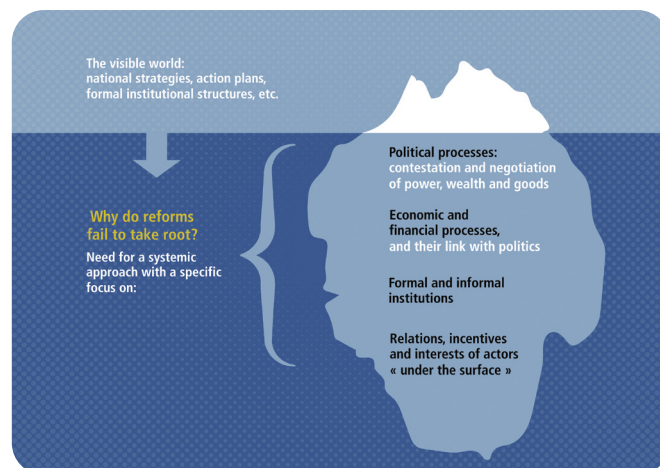 The visible world:
national strategies, action plans,
formal institutional structures, etc.
Why do reforms
fail to take root?
Need for a systemic
approach with a specific
focus on:
Political processes:
contestation and negotiation
of power, wealth and goods
Economic and
financial processes,
and their link with politics
Formal and informal
institutions
Relations, incentives
and interests of actors
« under the surface »